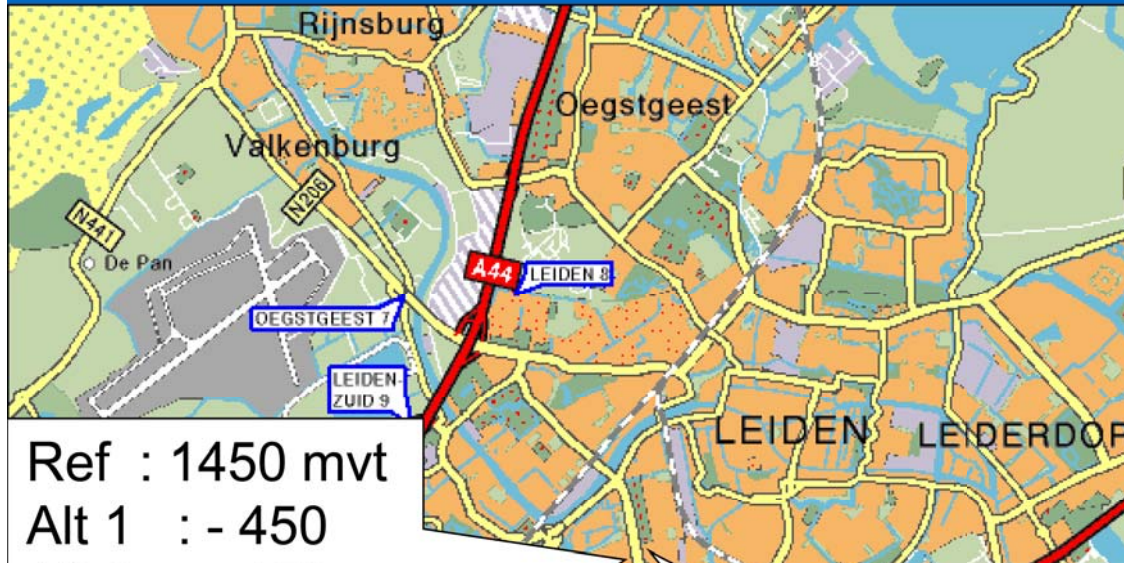 Rijnsburg
Oegstgeest
Valkenburg
N206
N441
De Pan
A44
LEIDEN 8
OEGSTGEEST 7
LEIDEN-
ZUID 9
LEIDEN
LEIDERDOR
Ref : 1450 mvt
Alt 1 : - 450